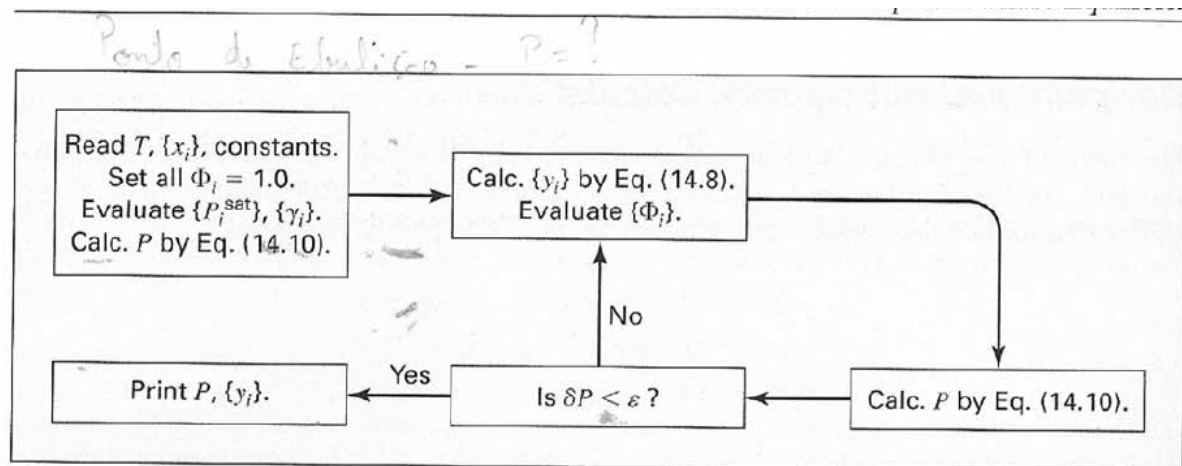 Ponto de Ebulição - P = ?
Read T, {xᵢ}, constants.
Set all Φᵢ = 1.0.
Evaluate {Pᵢˢᵃᵗ}, {γᵢ}.
Calc. P by Eq. (14.10).
Calc. {yᵢ} by Eq. (14.8).
Evaluate {Φᵢ}.
No
Print P, {yᵢ}.
Yes
Is δP < ε ?
Calc. P by Eq. (14.10).